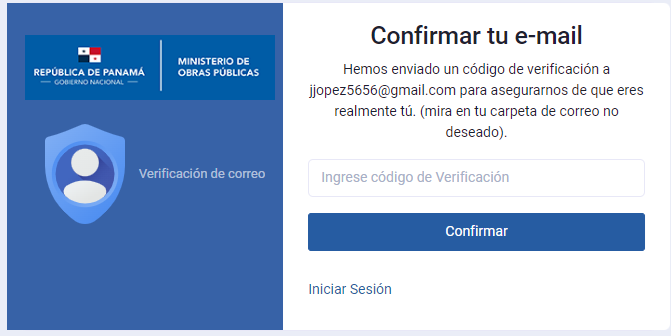 REPÚBLICA DE PANAMÁ
GOBIERNO NACIONAL
MINISTERIO DE
OBRAS PÚBLICAS
Verificación de correo
Confirmar tu e-mail
Hemos enviado un código de verificación a
jjopez5656@gmail.com para asegurarnos de que eres
realmente tú. (mira en tu carpeta de correo no
deseado).
Ingrese código de Verificación
Confirmar
Iniciar Sesión